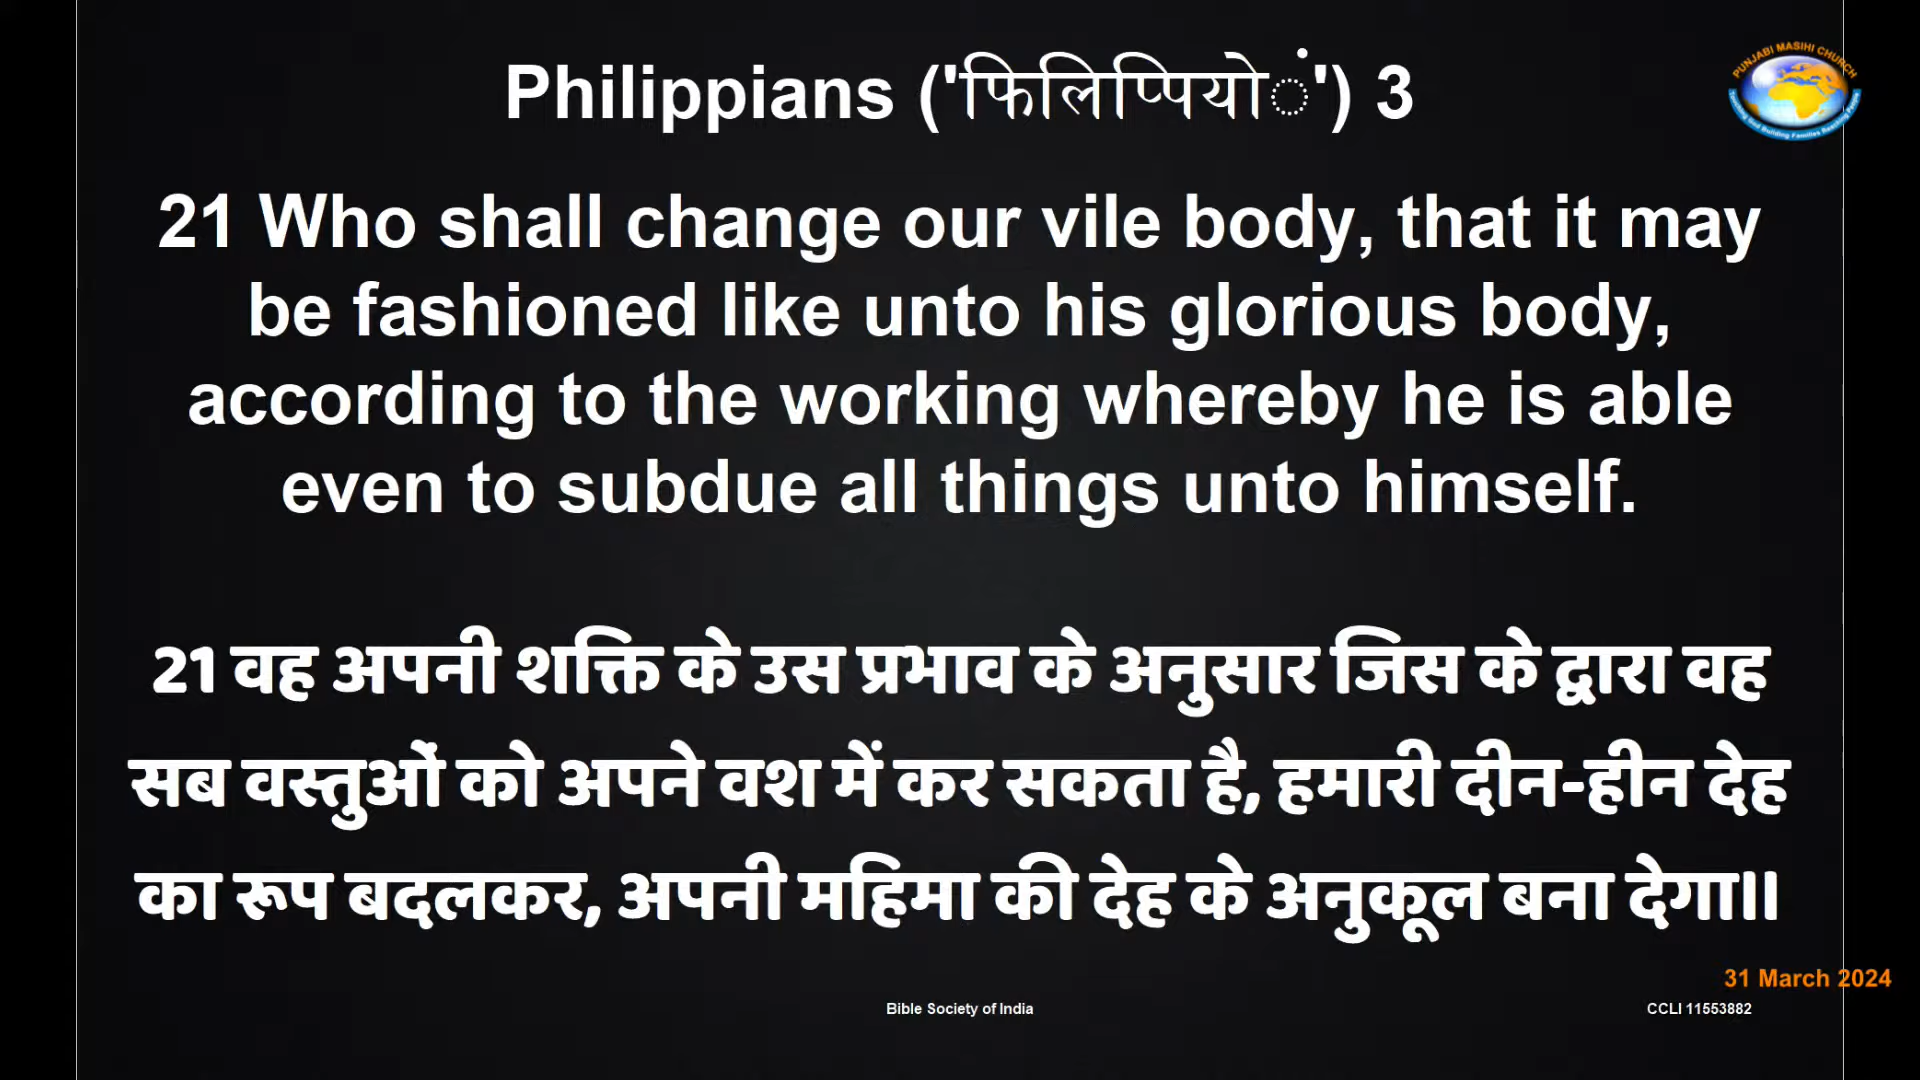 Philippians ('फिलिप्पियों') 3
PUNJABI MASIHI CHURCH
21 Who shall change our vile body, that it may
be fashioned like unto his glorious body,
according to the working whereby he is able
even to subdue all things unto himself.
21 वह अपनी शक्ति के उस प्रभाव के अनुसार जिस के द्वारा वह
सब वस्तुओं को अपने वश में कर सकता है, हमारी दीन-हीन देह
का रूप बदलकर, अपनी महिमा की देह के अनुकूल बना देगा॥
31 March 2024
Bible Society of India
CCLI 11553882